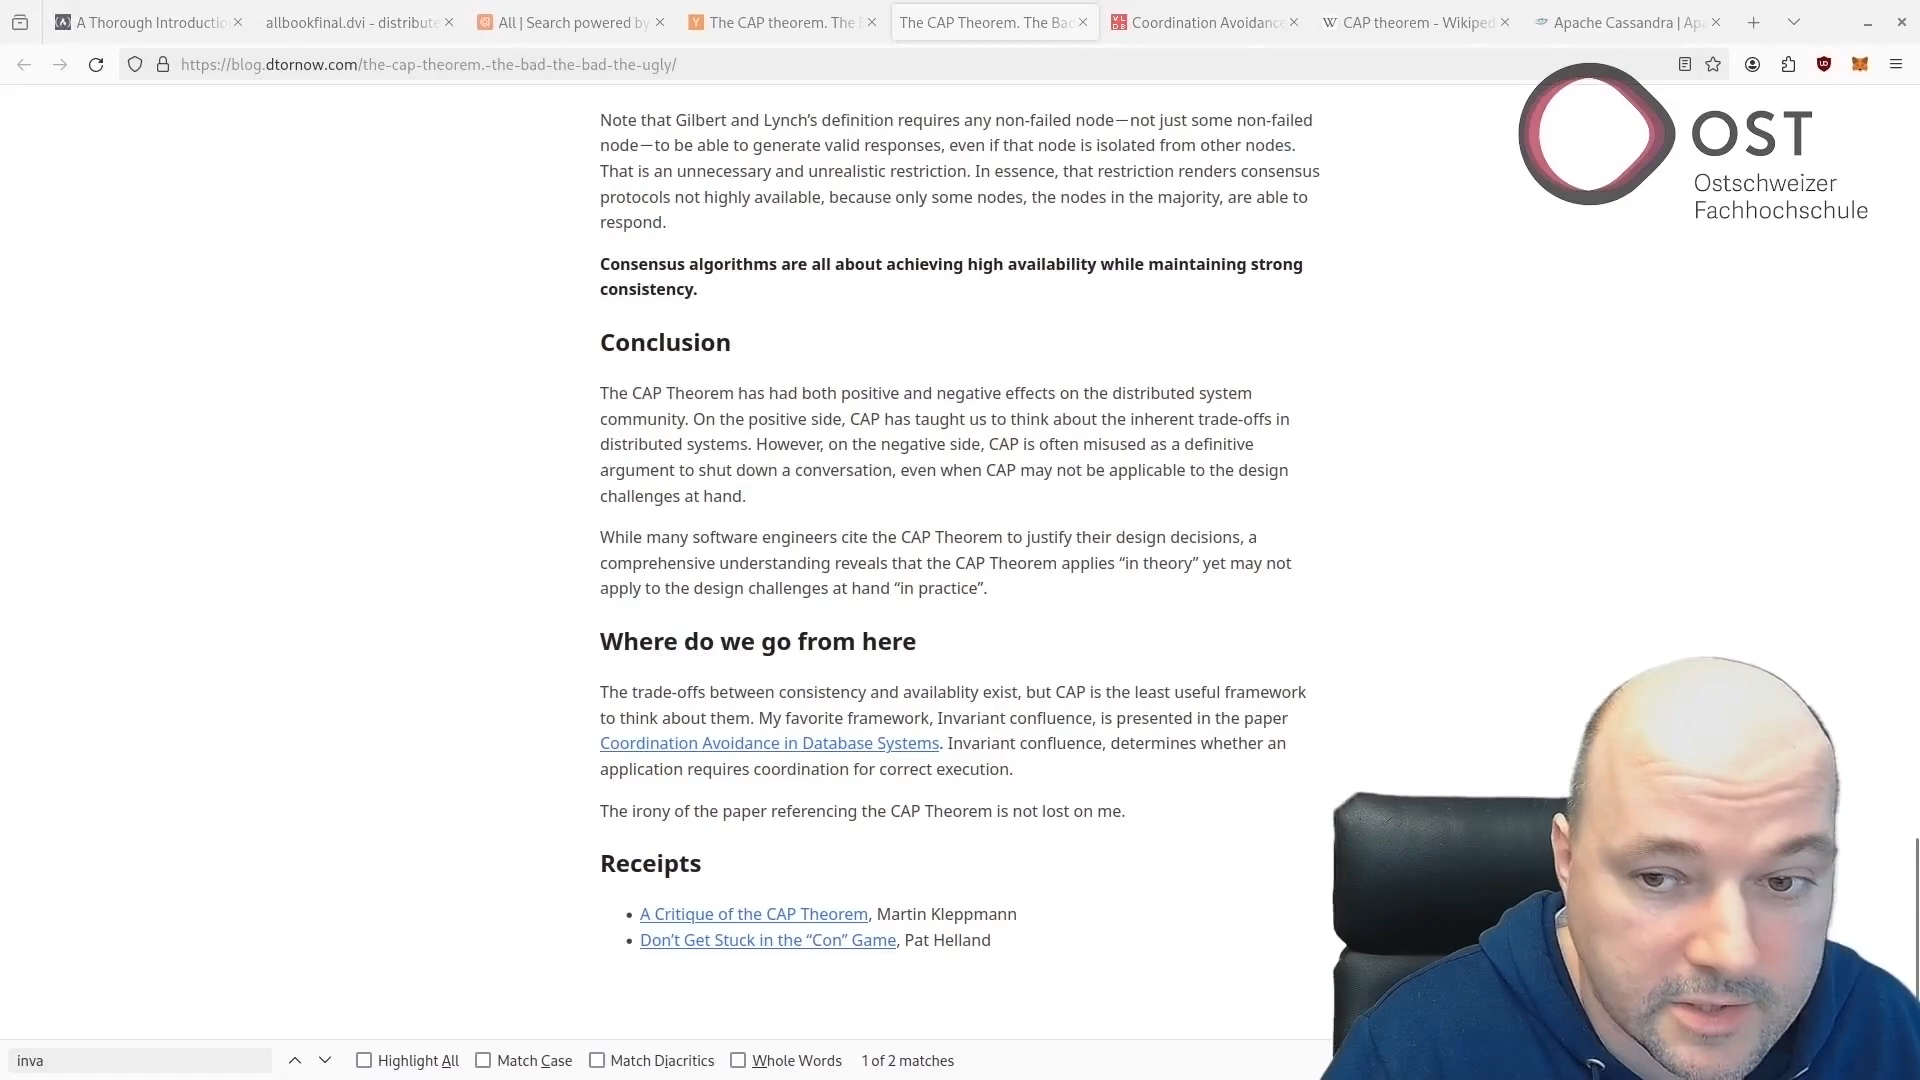 A Thorough Introductio
allbookfinal.dvi - distribute
All | Search powered by
The CAP theorem. The B
The CAP Theorem. The Bac
Coordination Avoidance
CAP theorem - Wikiped
Apache Cassandra | Apa
https://blog.dtornow.com/the-cap-theorem.-the-bad-the-bad-the-ugly/
OST
Ostschweizer
Fachhochschule
Note that Gilbert and Lynch’s definition requires any non-failed node—not just some non-failed
node—to be able to generate valid responses, even if that node is isolated from other nodes.
That is an unnecessary and unrealistic restriction. In essence, that restriction renders consensus
protocols not highly available, because only some nodes, the nodes in the majority, are able to
respond.
Consensus algorithms are all about achieving high availability while maintaining strong
consistency.
Conclusion
The CAP Theorem has had both positive and negative effects on the distributed system
community. On the positive side, CAP has taught us to think about the inherent trade-offs in
distributed systems. However, on the negative side, CAP is often misused as a definitive
argument to shut down a conversation, even when CAP may not be applicable to the design
challenges at hand.
While many software engineers cite the CAP Theorem to justify their design decisions, a
comprehensive understanding reveals that the CAP Theorem applies “in theory” yet may not
apply to the design challenges at hand “in practice”.
Where do we go from here
The trade-offs between consistency and availablity exist, but CAP is the least useful framework
to think about them. My favorite framework, Invariant confluence, is presented in the paper
Coordination Avoidance in Database Systems. Invariant confluence, determines whether an
application requires coordination for correct execution.
The irony of the paper referencing the CAP Theorem is not lost on me.
Receipts
• A Critique of the CAP Theorem, Martin Kleppmann
• Don’t Get Stuck in the “Con” Game, Pat Helland
inva
Highlight All
Match Case
Match Diacritics
Whole Words
1 of 2 matches